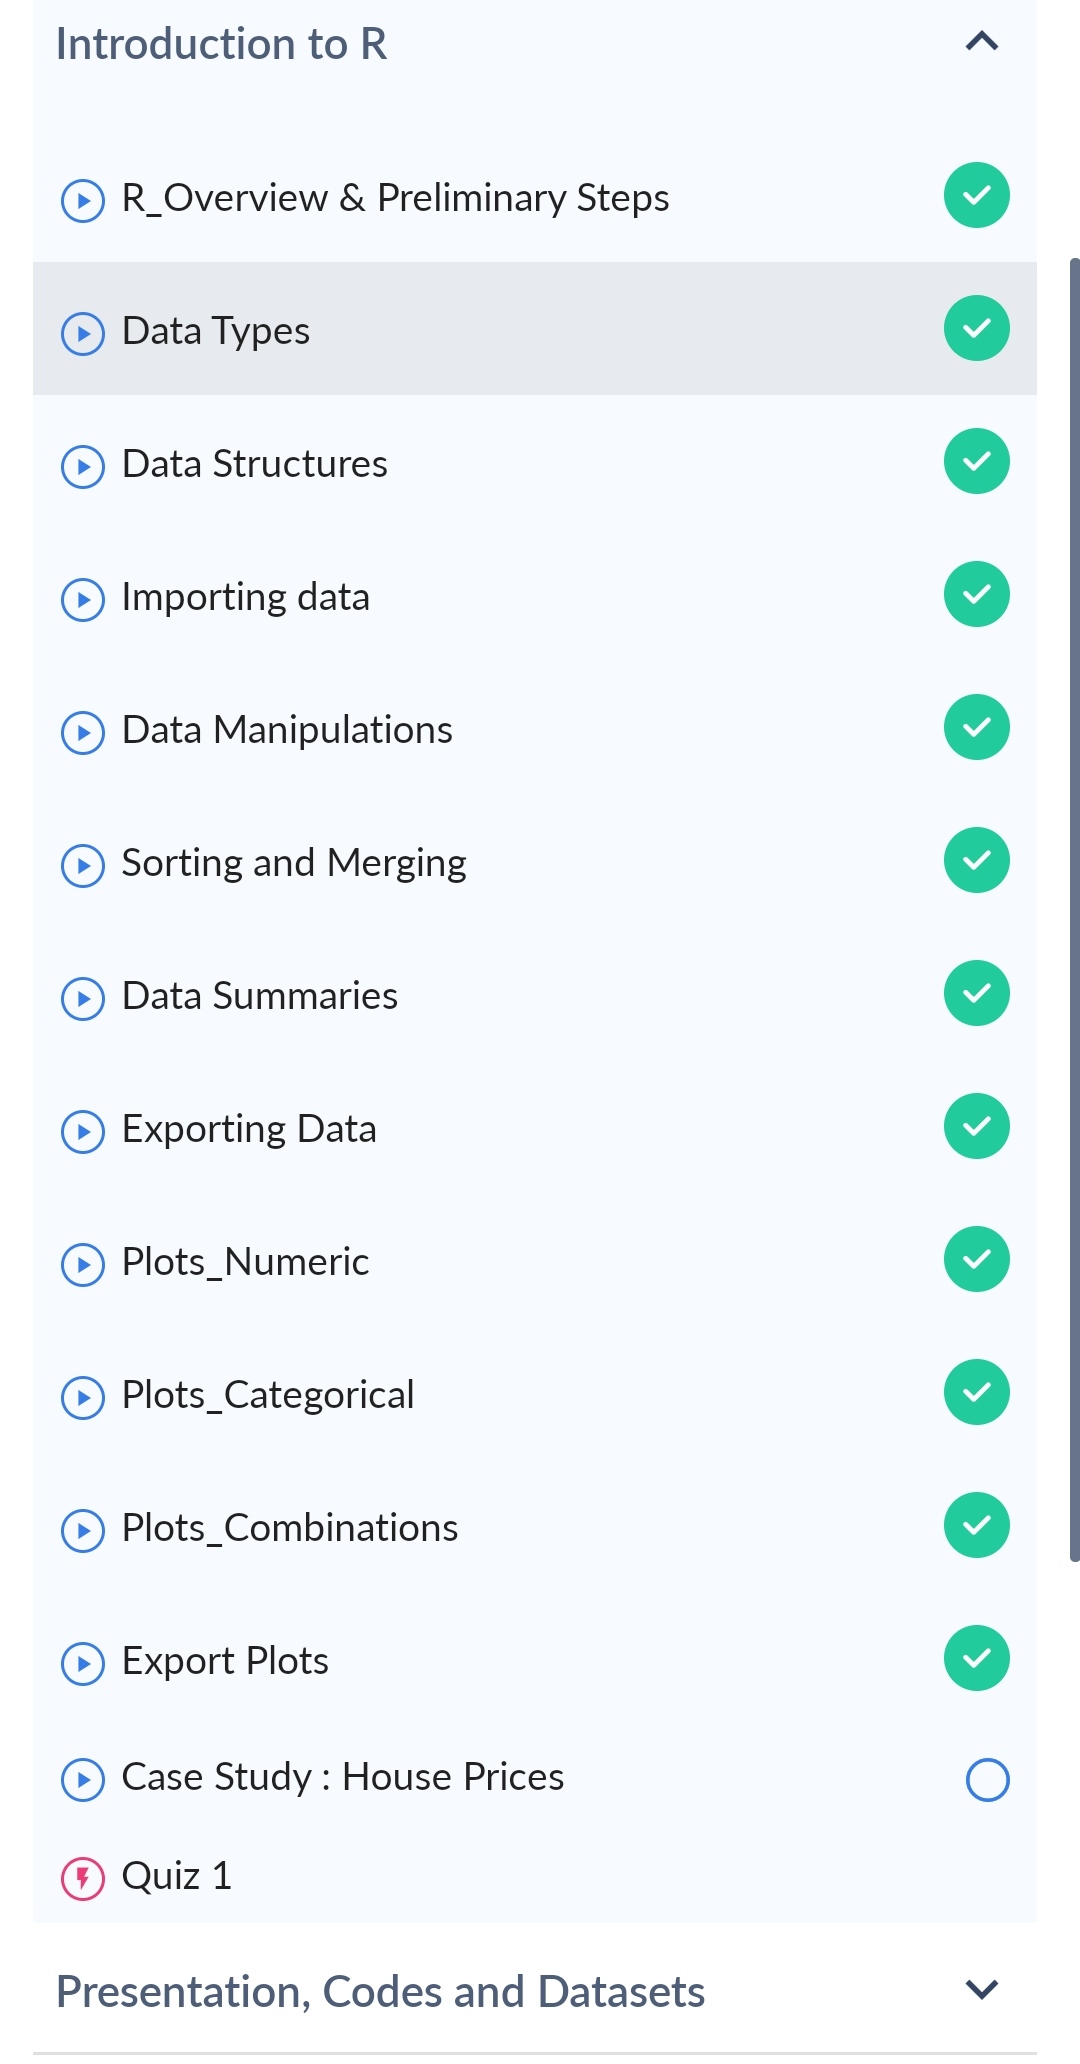 Introduction to R
R_Overview & Preliminary Steps
Data Types
Data Structures
Importing data
Data Manipulations
Sorting and Merging
Data Summaries
Exporting Data
Plots_Numeric
Plots_Categorical
Plots_Combinations
Export Plots
Case Study : House Prices
Quiz 1
Presentation, Codes and Datasets